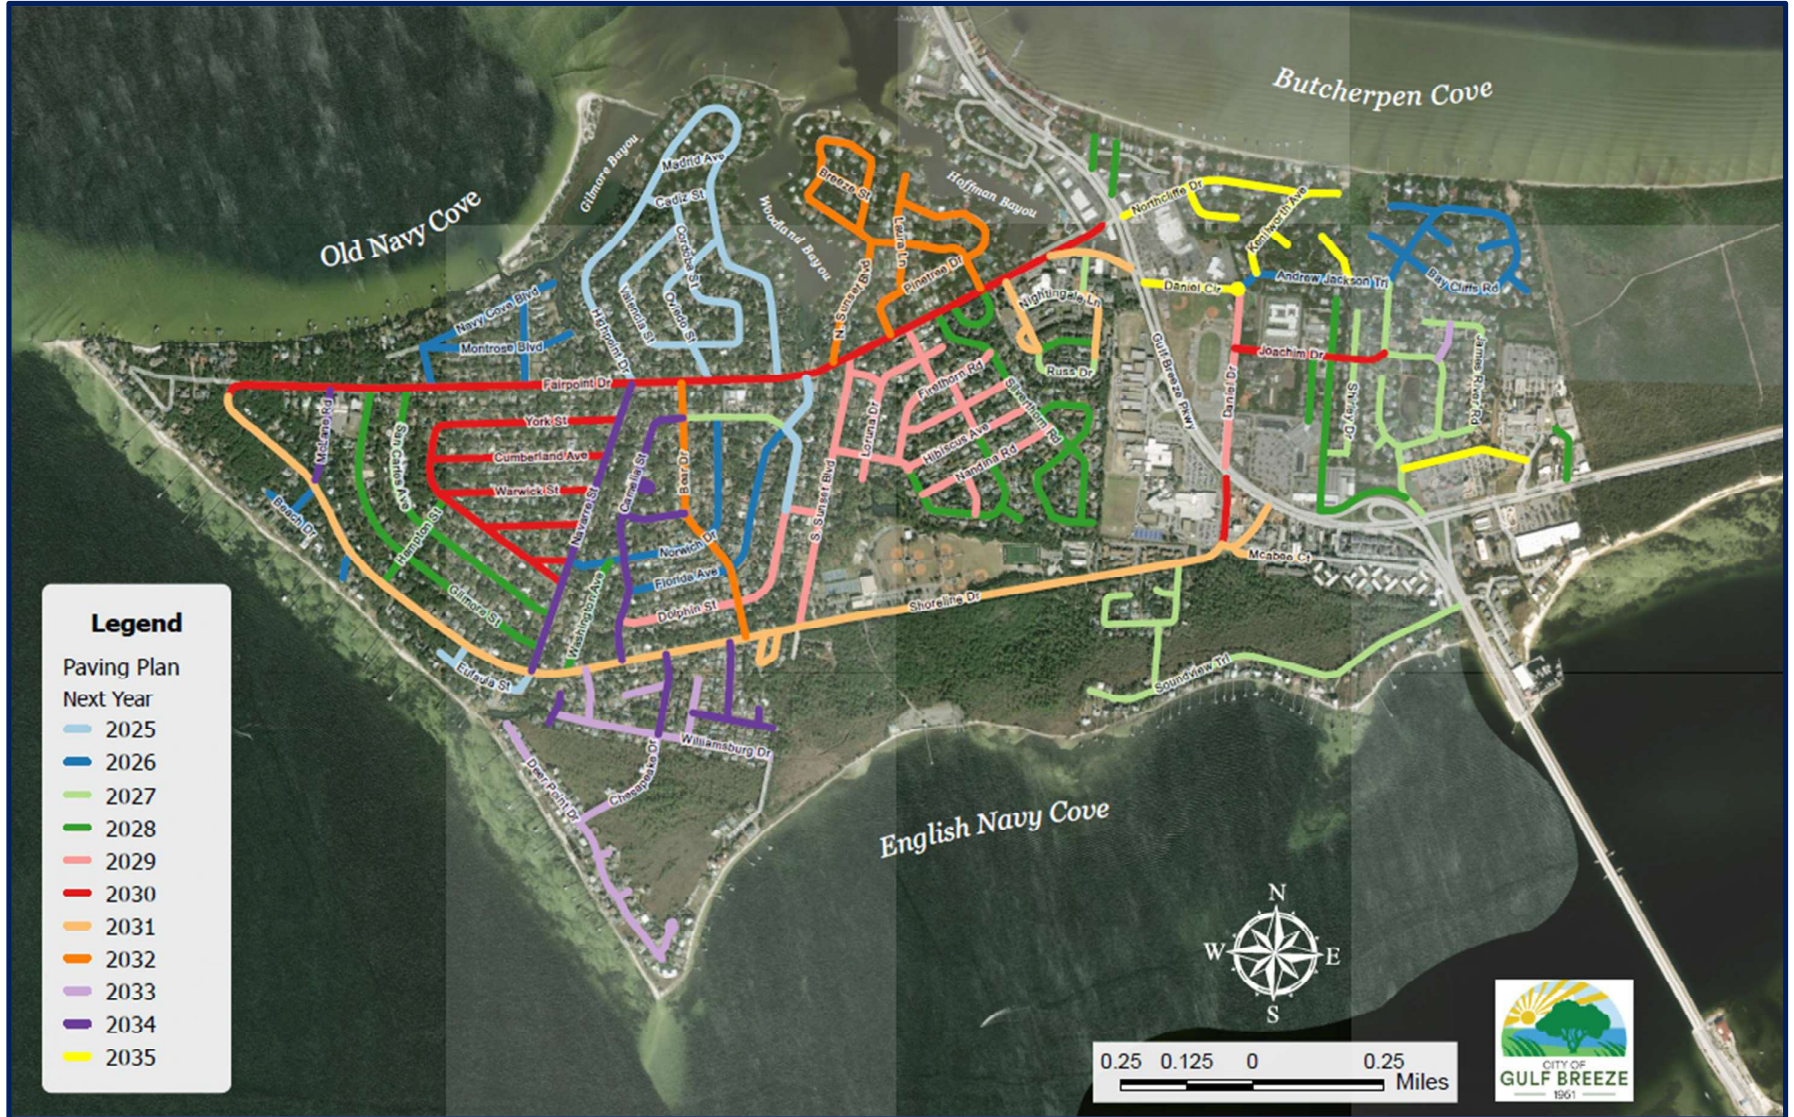 Butcherpen Cove
Old Navy Cove
Gilmore Bayou
Woodland Bayou
Hoffman Bayou
English Navy Cove
Madrid Ave
Cadiz St
Cordoba St
Valencia St
Oviedo St
Highpoint Dr
Breeze St
Laura Ln
Pinetree Dr
N. Sunset Blvd
Northcliffe Dr
Kenilworth Ave
Andrew Jackson Trl
Bay Cliffs Rd
Daniel Cir
Navy Cove Blvd
Montrose Blvd
Fairpoint Dr
Nightingale Ln
Russ Dr
Gulf Breeze Pkwy
Joachim Dr
Daniel Dr
Shirley Dr
James River Rd
Firethorn Rd
Silverthorn Rd
Loruna Dr
Hibiscus Ave
Nandina Rd
S. Sunset Blvd
McLane Rd
San Carlos Ave
York St
Cumberland Ave
Warwick St
Navarre St
Camelia St
Bear Dr
Beach Dr
Hampton St
Gilmore St
Norwich Dr
Florida Ave
Washington Ave
Dolphin St
Shoreline Dr
Mcabee Ct
Soundview Trl
Eufaula St
Williamsburg Dr
Chesapeake Dr
Deer Point Dr
Legend
Paving Plan
Next Year
2025
2026
2027
2028
2029
2030
2031
2032
2033
2034
2035
N
W E
S
0.25 0.125 0 0.25
Miles
CITY OF
GULF BREEZE
1961